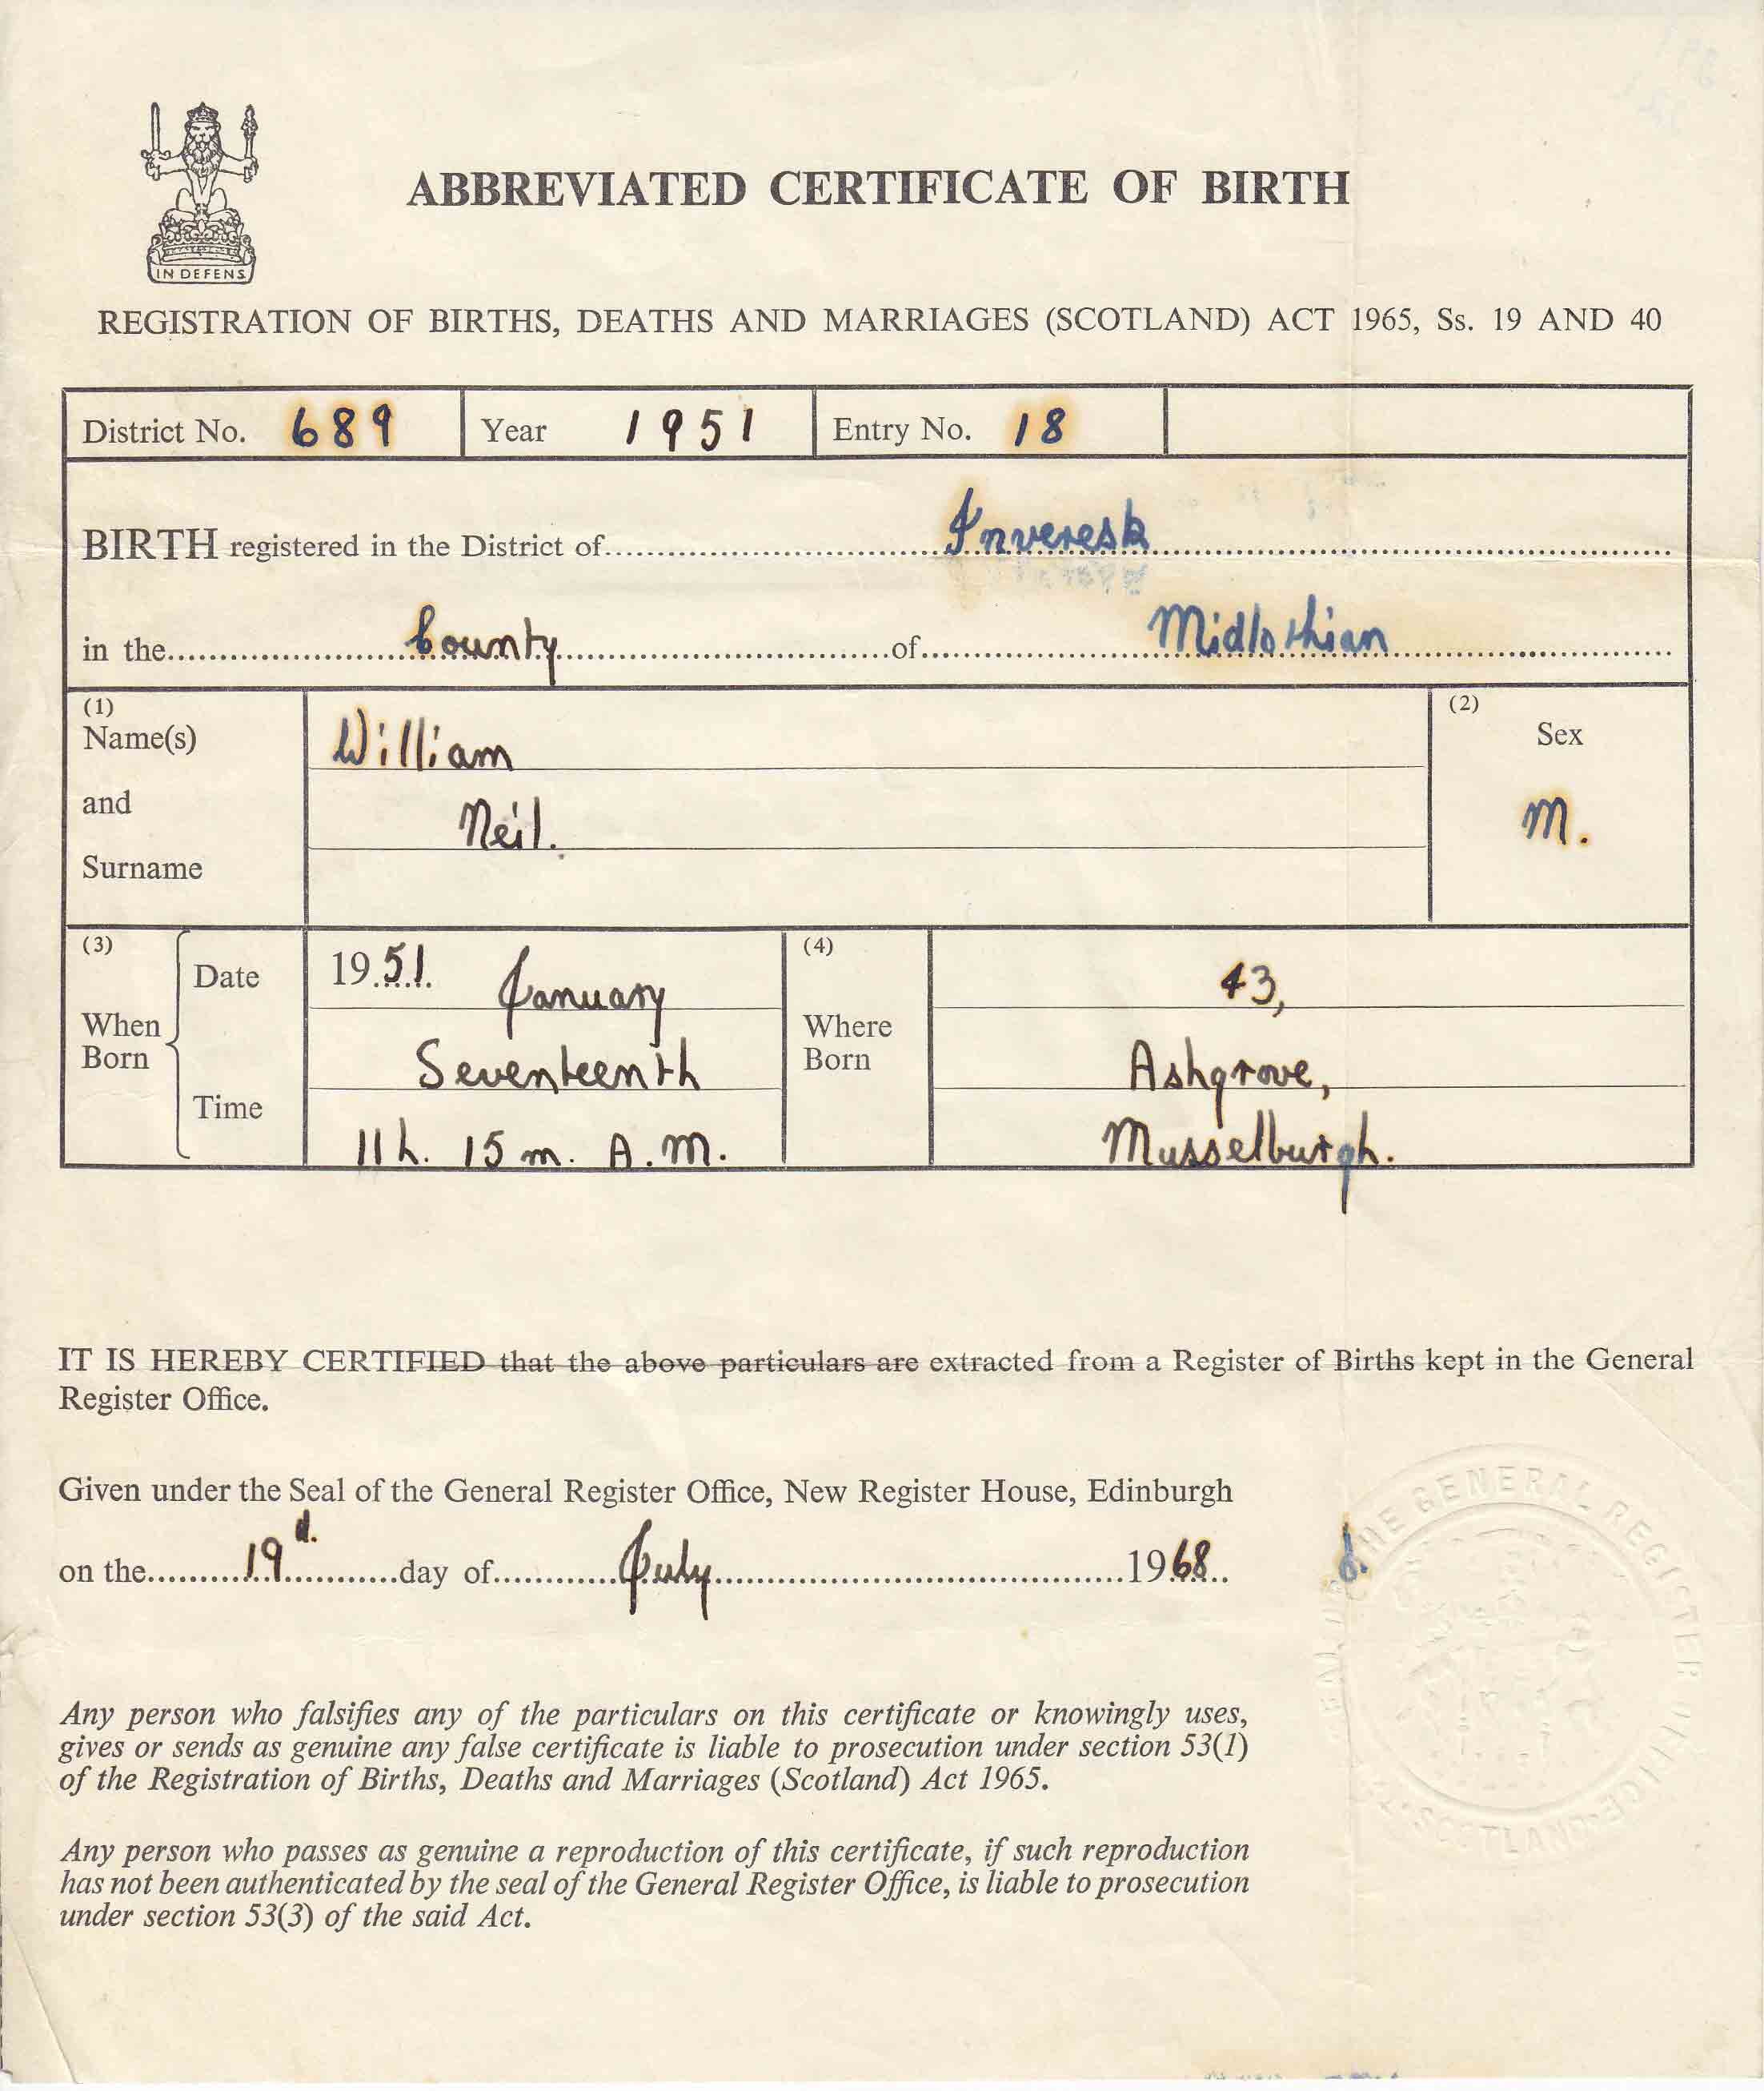 IN DEFENS
ABBREVIATED CERTIFICATE OF BIRTH
REGISTRATION OF BIRTHS, DEATHS AND MARRIAGES (SCOTLAND) ACT 1965, Ss. 19 AND 40
District No. 689 Year 1951 Entry No. 18
BIRTH registered in the District of Inveresk
in the County of Midlothian
(1) Name(s) and Surname
William
Neil.
(2) Sex
M.
(3) When Born
Date 1951. January
Seventeenth
Time 11h. 15m. A.M.
(4) Where Born
43,
Ashgrove,
Musselburgh.
IT IS HEREBY CERTIFIED that the above particulars are extracted from a Register of Births kept in the General
Register Office.
Given under the Seal of the General Register Office, New Register House, Edinburgh
on the 19th. day of July 1968
SEAL OF THE GENERAL REGISTER OFFICE SCOTLAND
Any person who falsifies any of the particulars on this certificate or knowingly uses,
gives or sends as genuine any false certificate is liable to prosecution under section 53(1)
of the Registration of Births, Deaths and Marriages (Scotland) Act 1965.
Any person who passes as genuine a reproduction of this certificate, if such reproduction
has not been authenticated by the seal of the General Register Office, is liable to prosecution
under section 53(3) of the said Act.